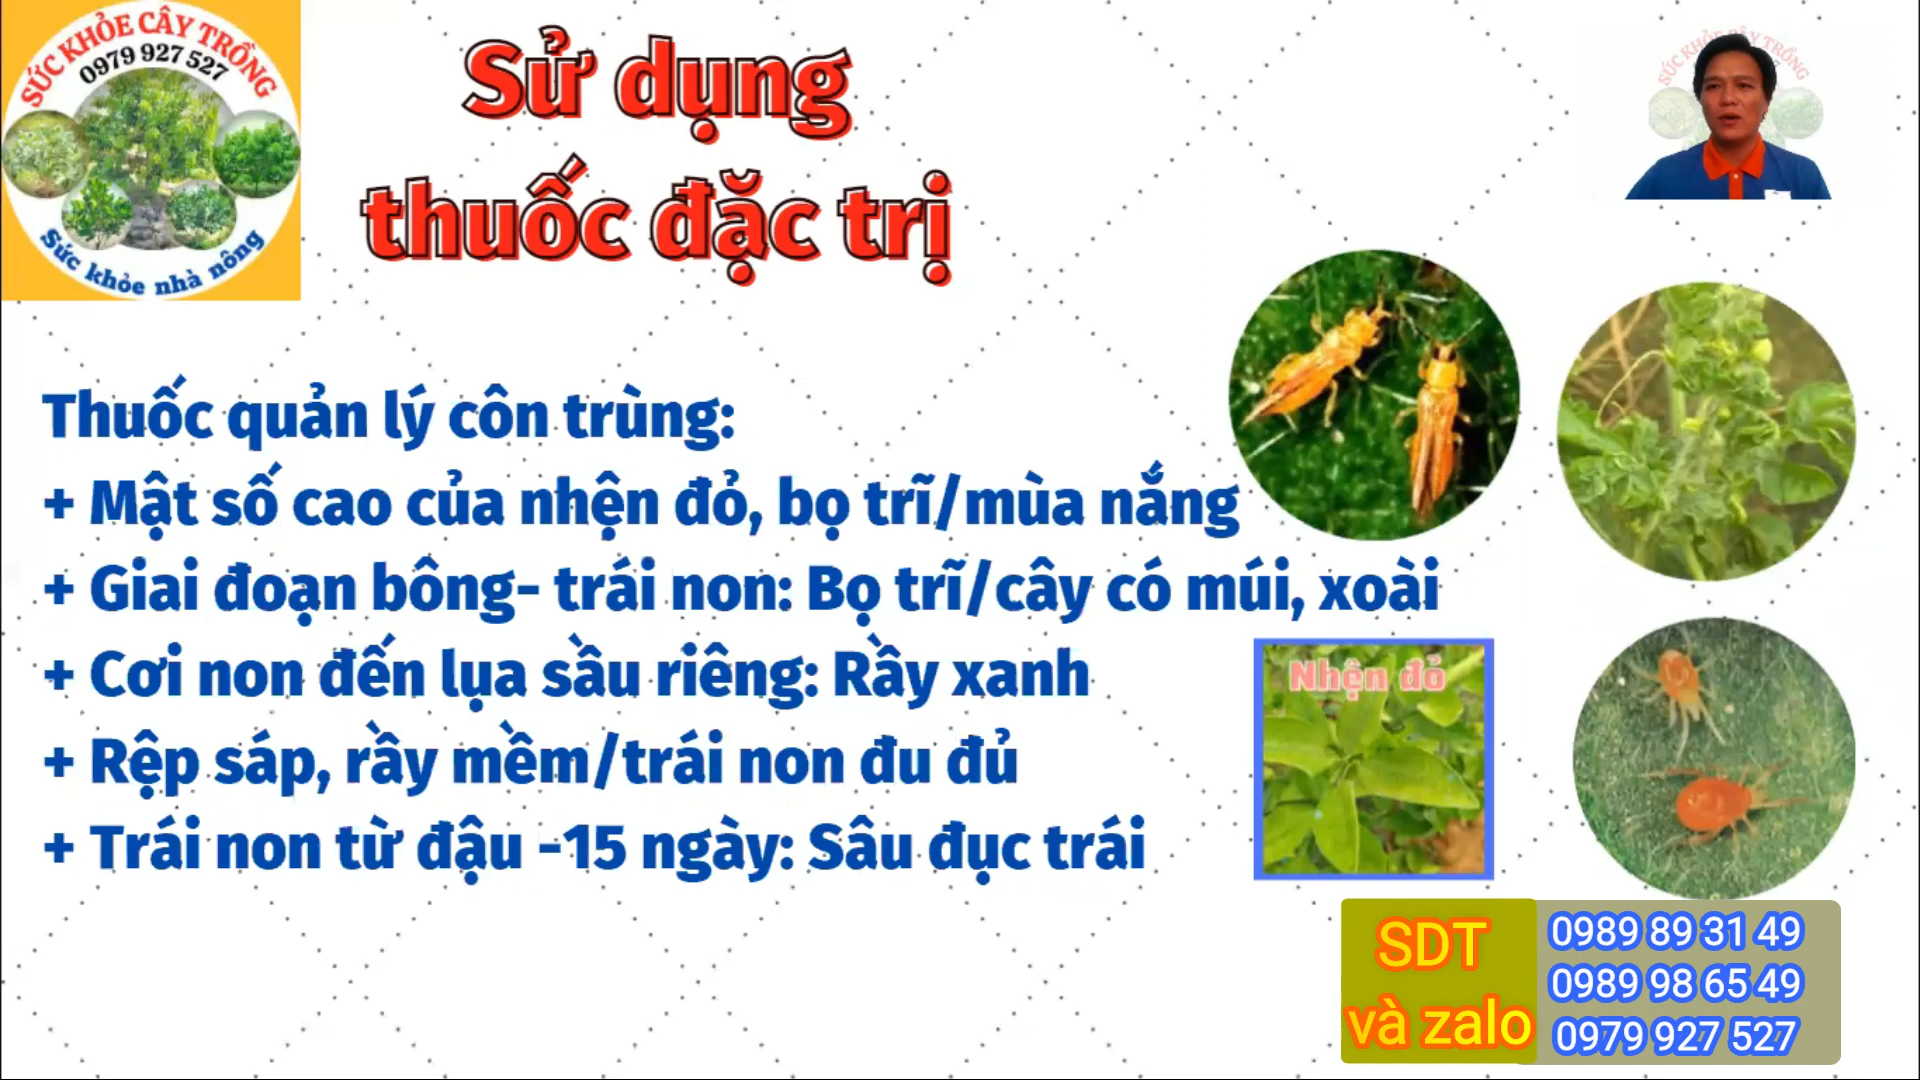 SỨC KHỎE CÂY TRỒNG
0979 927 527
Sức khỏe nhà nông
Sử dụng
thuốc đặc trị
SỨC KHỎE CÂY TRỒNG
Thuốc quản lý côn trùng:
+ Mật số cao của nhện đỏ, bọ trĩ/mùa nắng
+ Giai đoạn bông- trái non: Bọ trĩ/cây có múi, xoài
+ Cơi non đến lụa sầu riêng: Rầy xanh
+ Rệp sáp, rầy mềm/trái non đu đủ
+ Trái non từ đậu -15 ngày: Sâu đục trái
Nhện đỏ
SDT
và zalo
0989 89 31 49
0989 98 65 49
0979 927 527